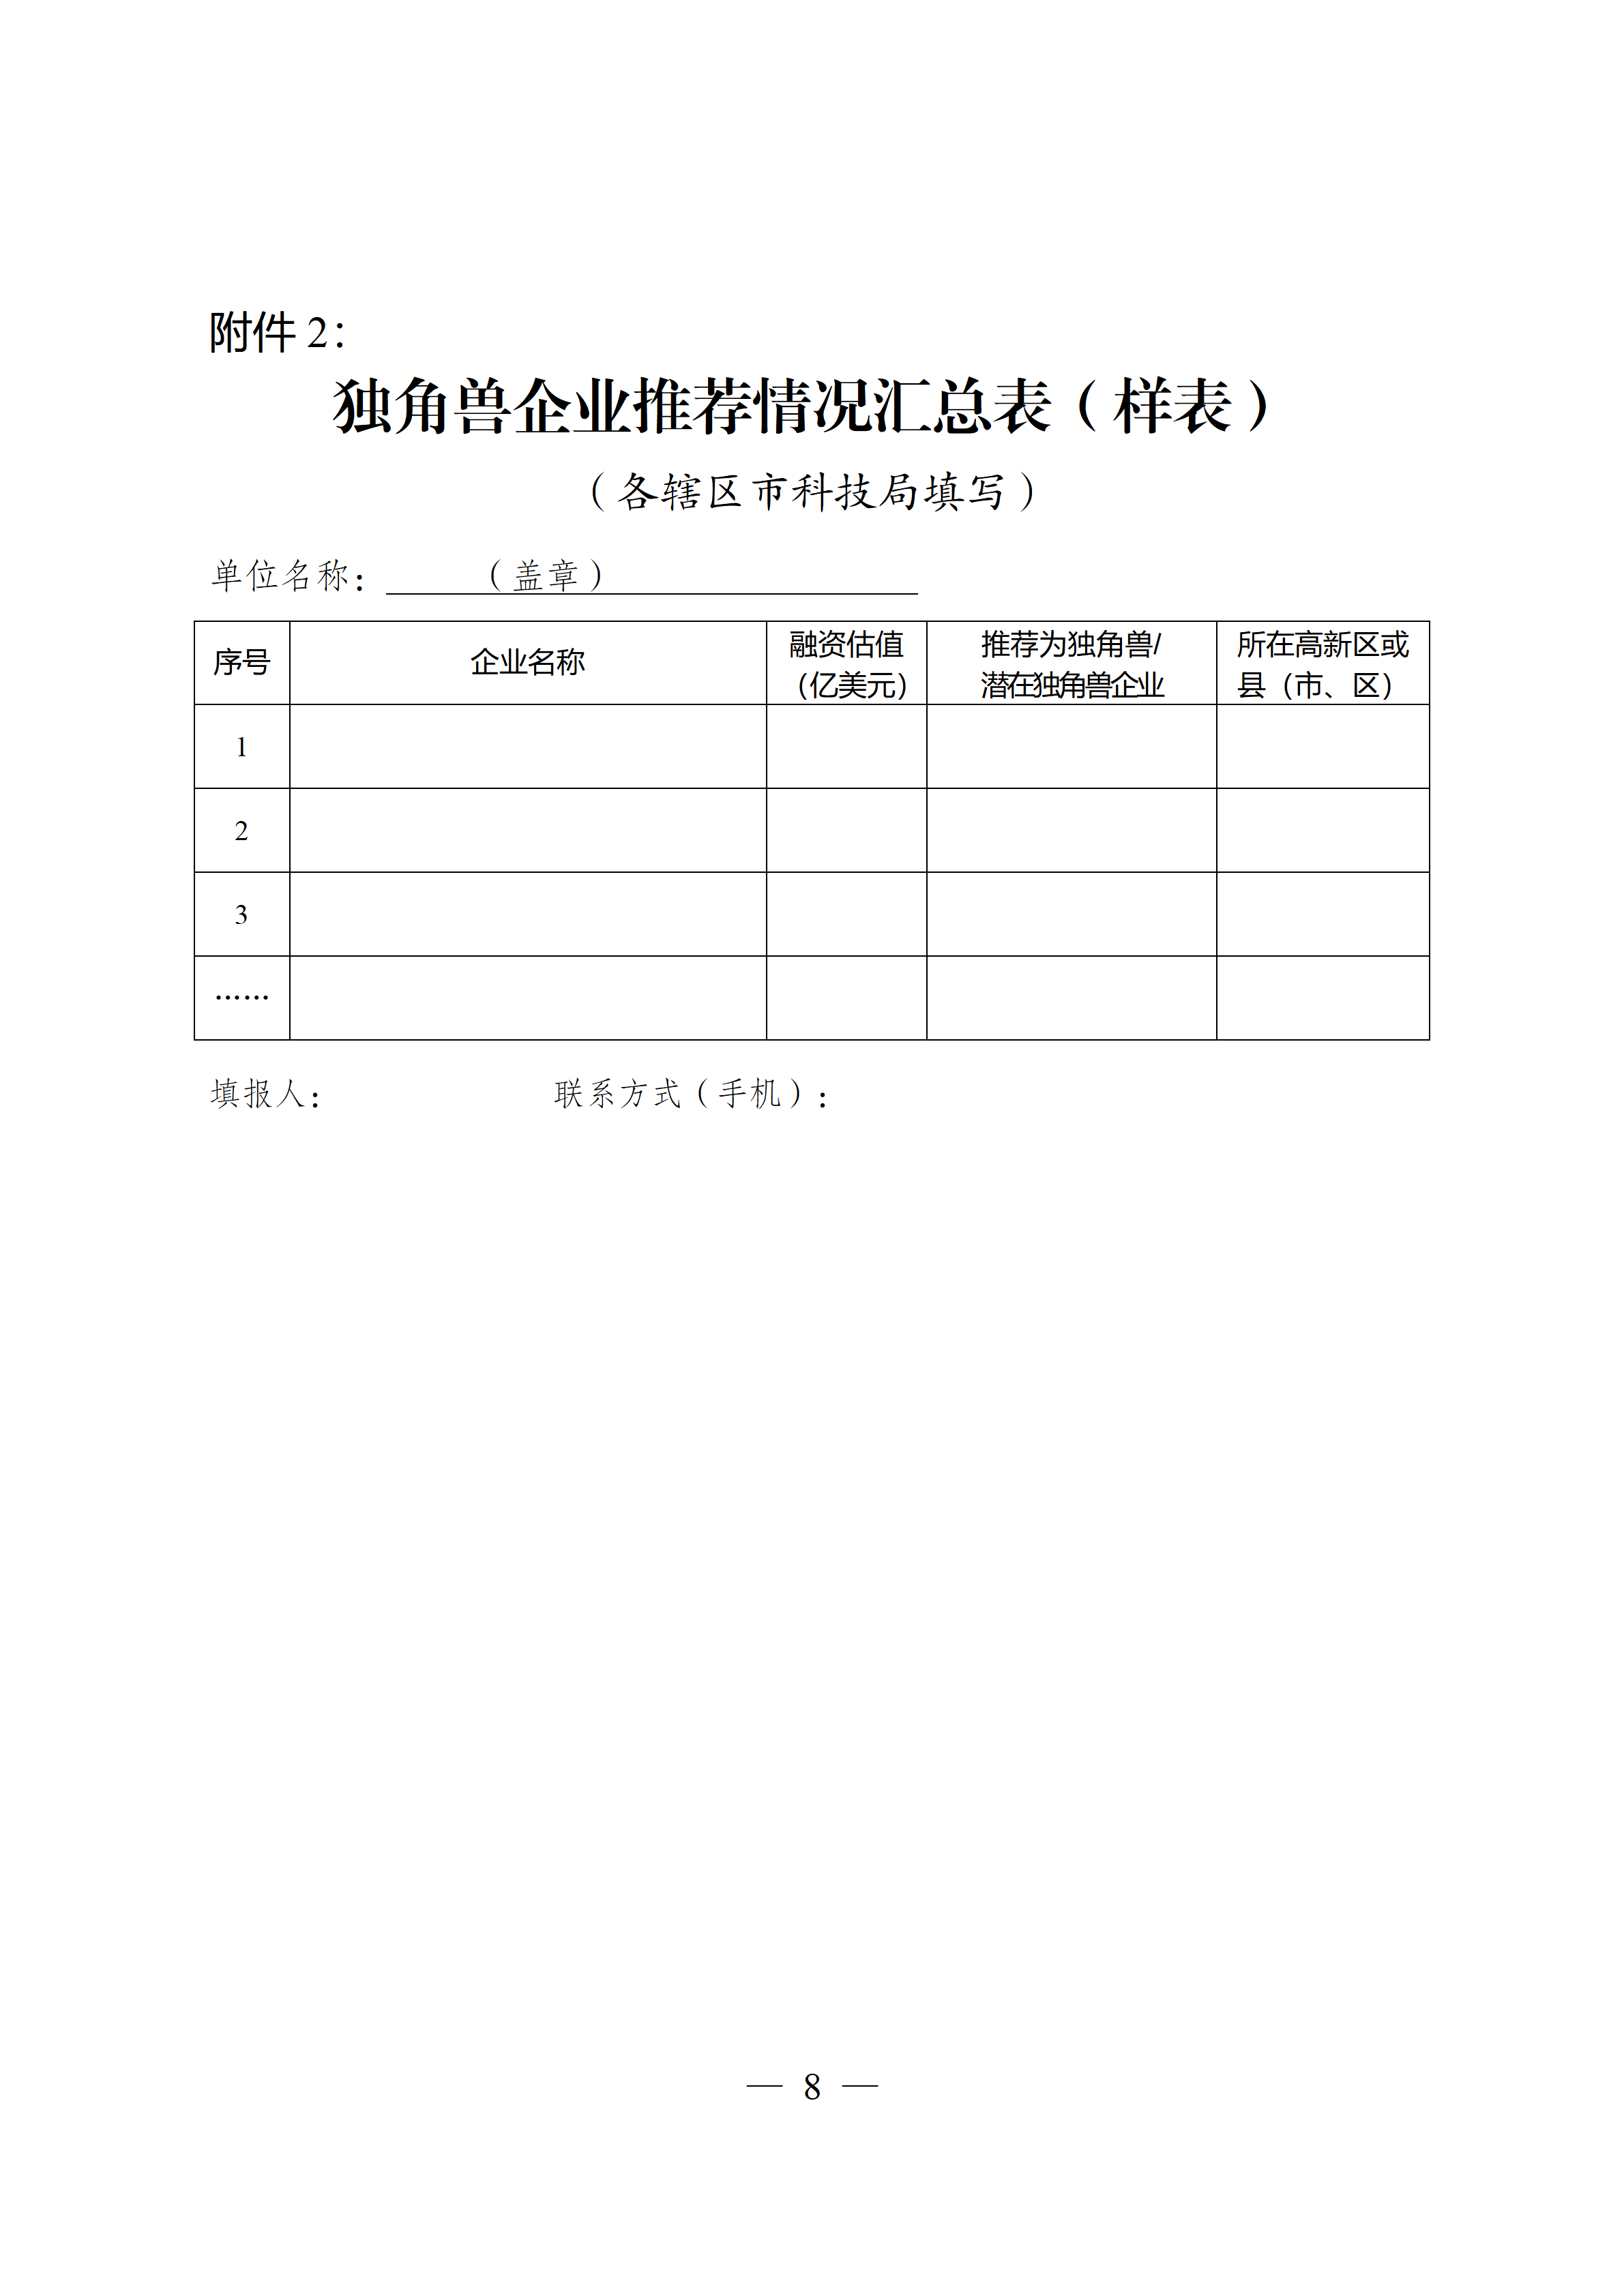 附件2：
独角兽企业推荐情况汇总表（样表）
（各辖区市科技局填写）
单位名称：（盖章）
序号 企业名称 融资估值（亿美元） 推荐为独角兽/潜在独角兽企业 所在高新区或县（市、区）
1
2
3
……
填报人： 联系方式（手机）：
— 8 —